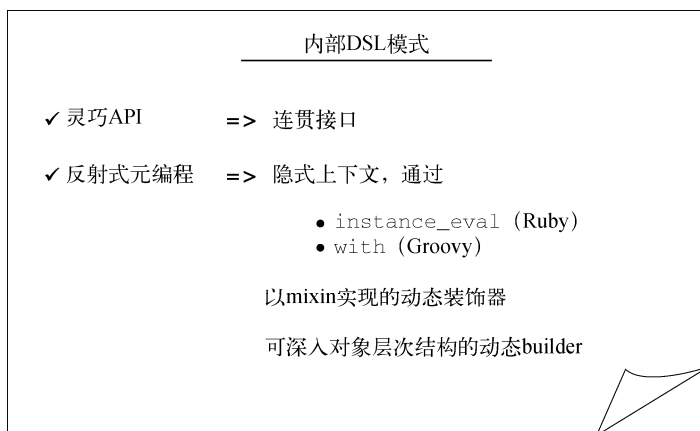 内部DSL模式
✓ 灵巧API => 连贯接口
✓ 反射式元编程 => 隐式上下文，通过
• instance_eval（Ruby）
• with（Groovy）
以mixin实现的动态装饰器
可深入对象层次结构的动态builder